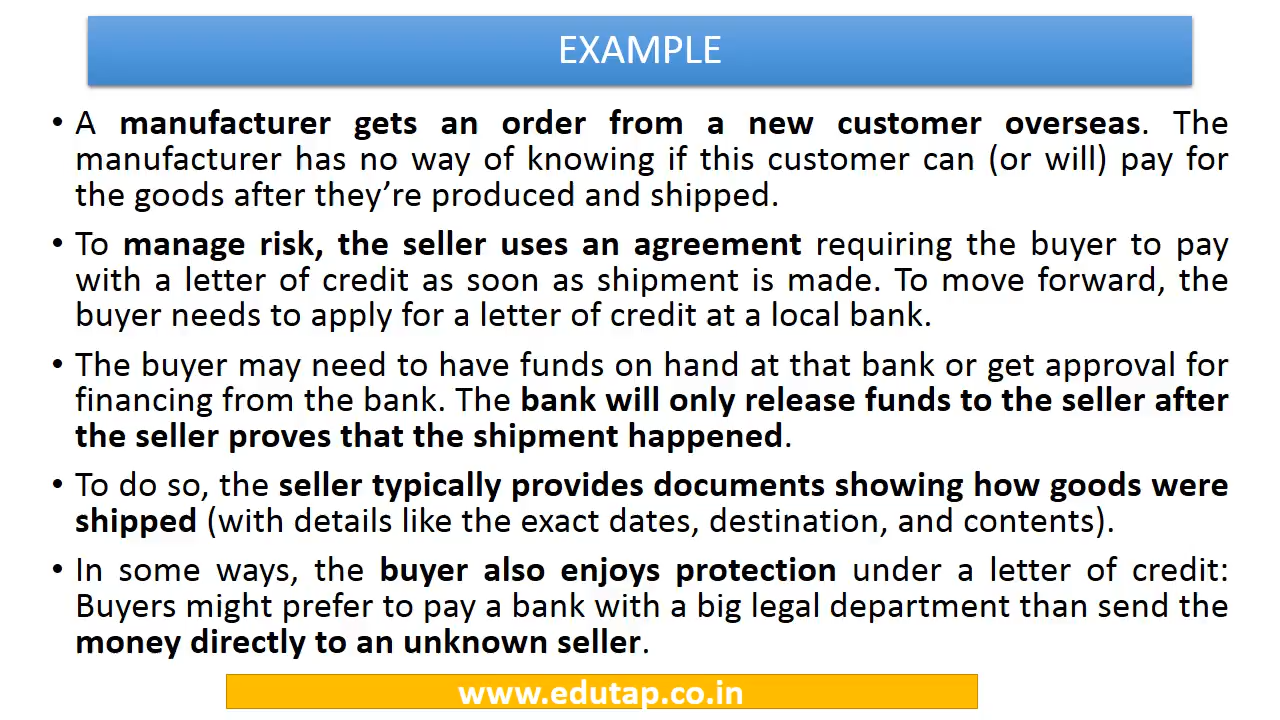 EXAMPLE
• A manufacturer gets an order from a new customer overseas. The
manufacturer has no way of knowing if this customer can (or will) pay for
the goods after they’re produced and shipped.
• To manage risk, the seller uses an agreement requiring the buyer to pay
with a letter of credit as soon as shipment is made. To move forward, the
buyer needs to apply for a letter of credit at a local bank.
• The buyer may need to have funds on hand at that bank or get approval for
financing from the bank. The bank will only release funds to the seller after
the seller proves that the shipment happened.
• To do so, the seller typically provides documents showing how goods were
shipped (with details like the exact dates, destination, and contents).
• In some ways, the buyer also enjoys protection under a letter of credit:
Buyers might prefer to pay a bank with a big legal department than send the
money directly to an unknown seller.
www.edutap.co.in